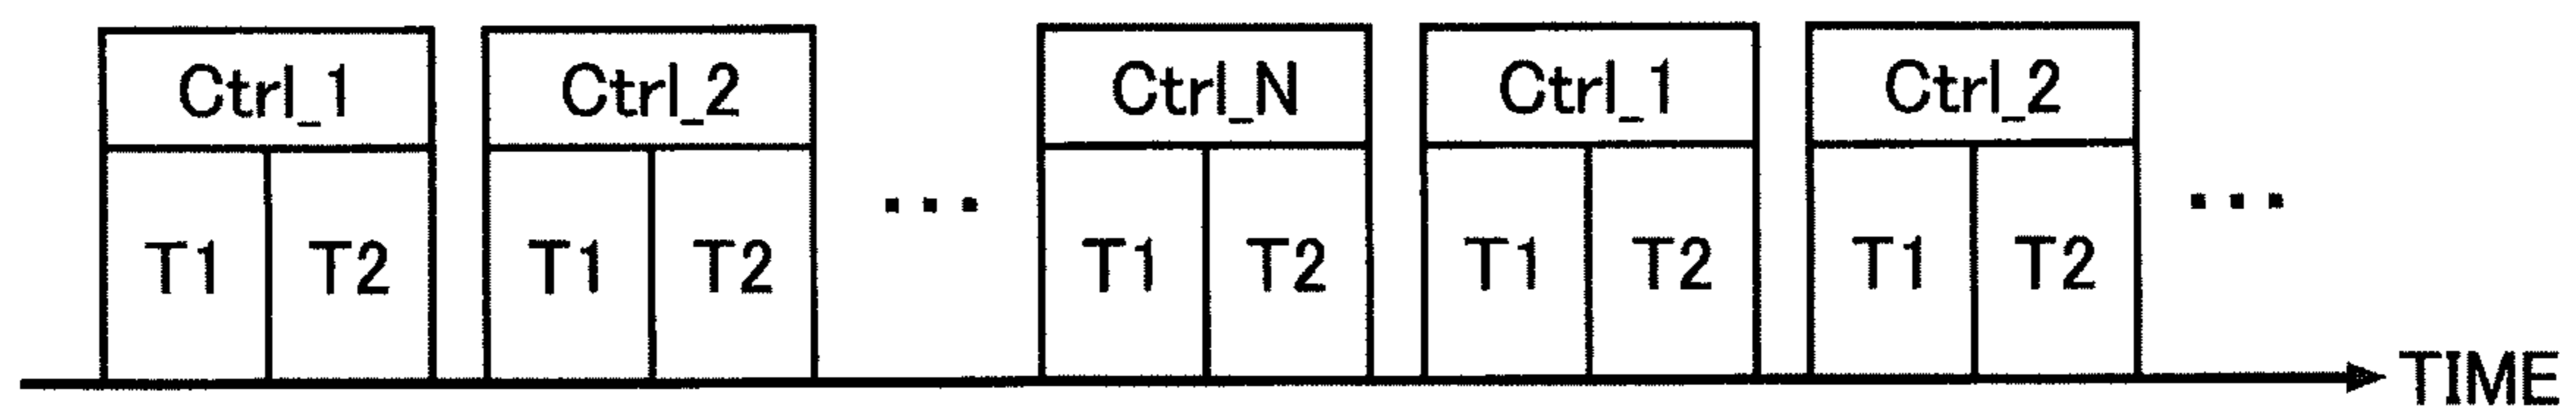 Ctrl_1 Ctrl_2 Ctrl_N Ctrl_1 Ctrl_2
T1 T2 T1 T2 ... T1 T2 T1 T2 T1 T2 ...
TIME